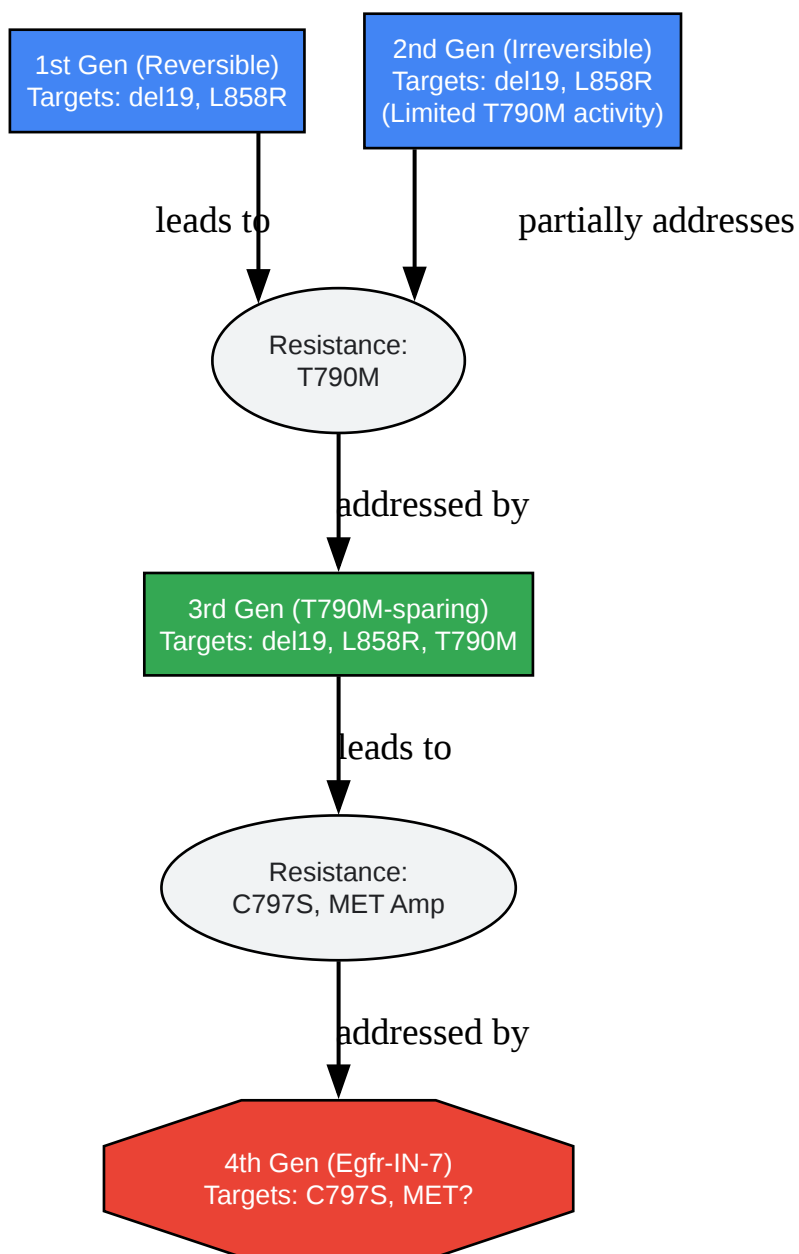 1st Gen (Reversible)
Targets: del19, L858R
2nd Gen (Irreversible)
Targets: del19, L858R
(Limited T790M activity)
leads to
partially addresses
Resistance:
T790M
addressed by
3rd Gen (T790M-sparing)
Targets: del19, L858R, T790M
leads to
Resistance:
C797S, MET Amp
addressed by
4th Gen (Egfr-IN-7)
Targets: C797S, MET?